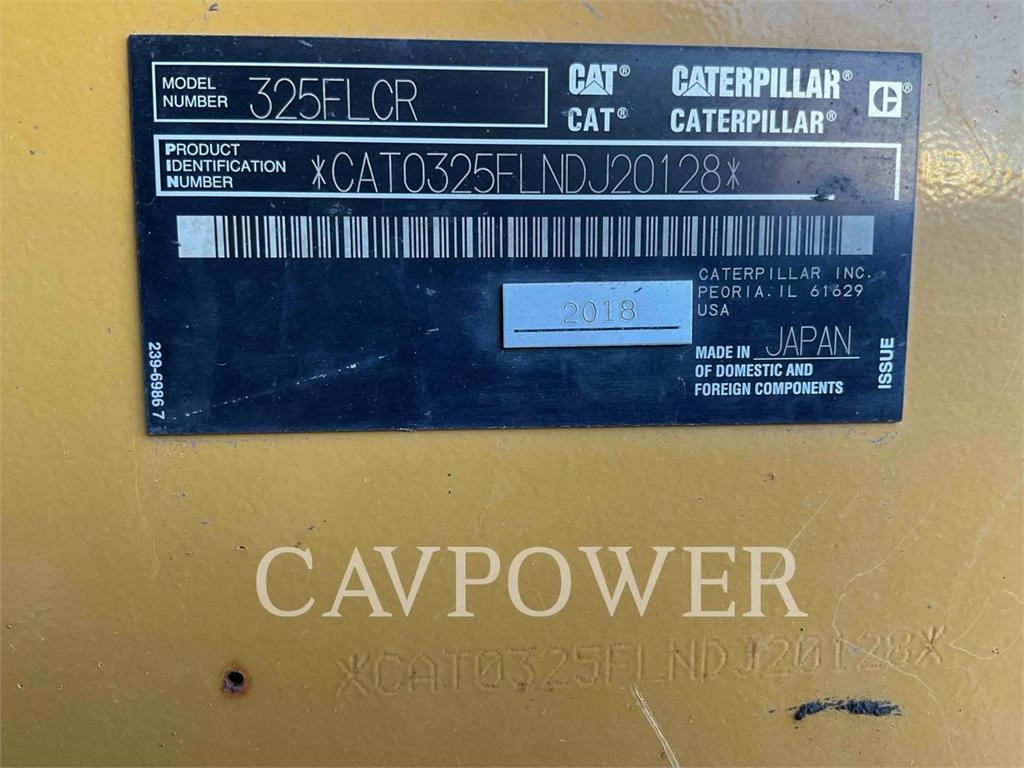 MODEL NUMBER 325FLCR
CAT® CATERPILLAR® C®
CAT® CATERPILLAR®
PRODUCT IDENTIFICATION NUMBER *CAT0325FLNDJ20128*
CATERPILLAR INC.
PEORIA. IL 61629
USA
2018
MADE IN JAPAN
OF DOMESTIC AND
FOREIGN COMPONENTS
ISSUE
239-6986 7
CAVPOWER
*CAT0325FLNDJ20128*